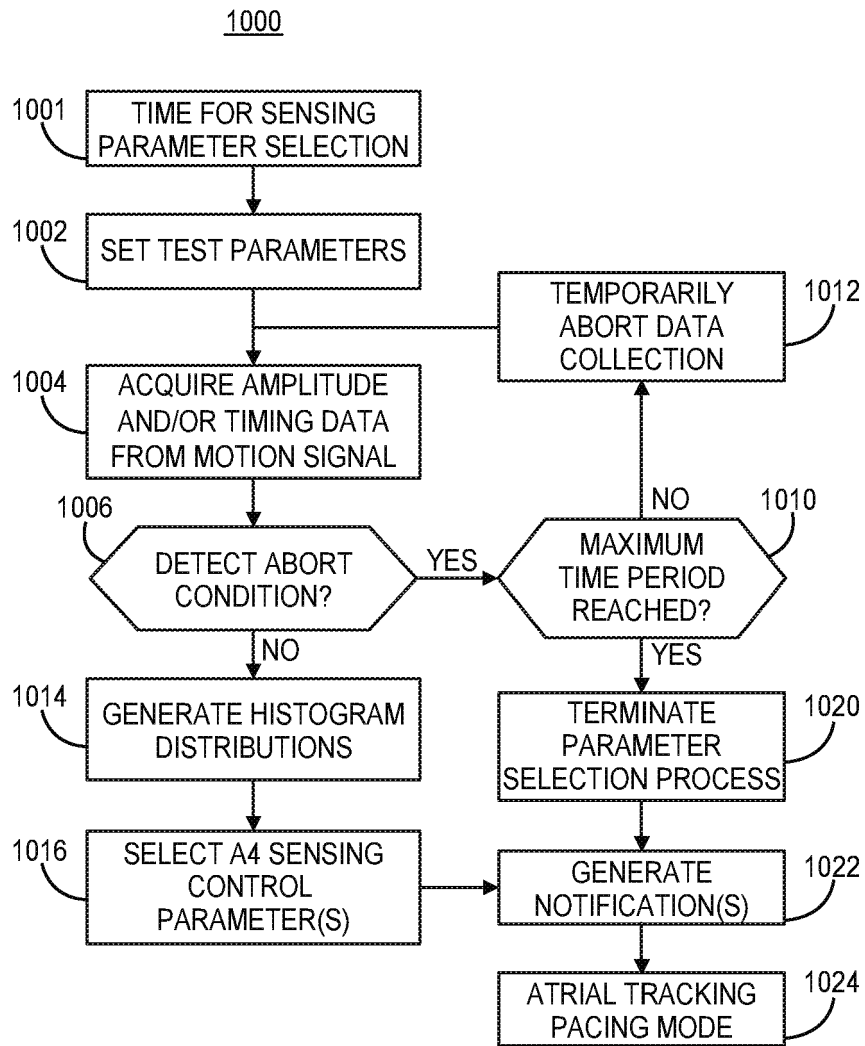 1000
1001
TIME FOR SENSING
PARAMETER SELECTION
1002
SET TEST PARAMETERS
TEMPORARILY
ABORT DATA
COLLECTION
1012
1004
ACQUIRE AMPLITUDE
AND/OR TIMING DATA
FROM MOTION SIGNAL
1006
DETECT ABORT
CONDITION?
YES
NO
NO
1010
MAXIMUM
TIME PERIOD
REACHED?
YES
1014
GENERATE HISTOGRAM
DISTRIBUTIONS
TERMINATE
PARAMETER
SELECTION PROCESS
1020
1016
SELECT A4 SENSING
CONTROL
PARAMETER(S)
GENERATE
NOTIFICATION(S)
1022
ATRIAL TRACKING
PACING MODE
1024